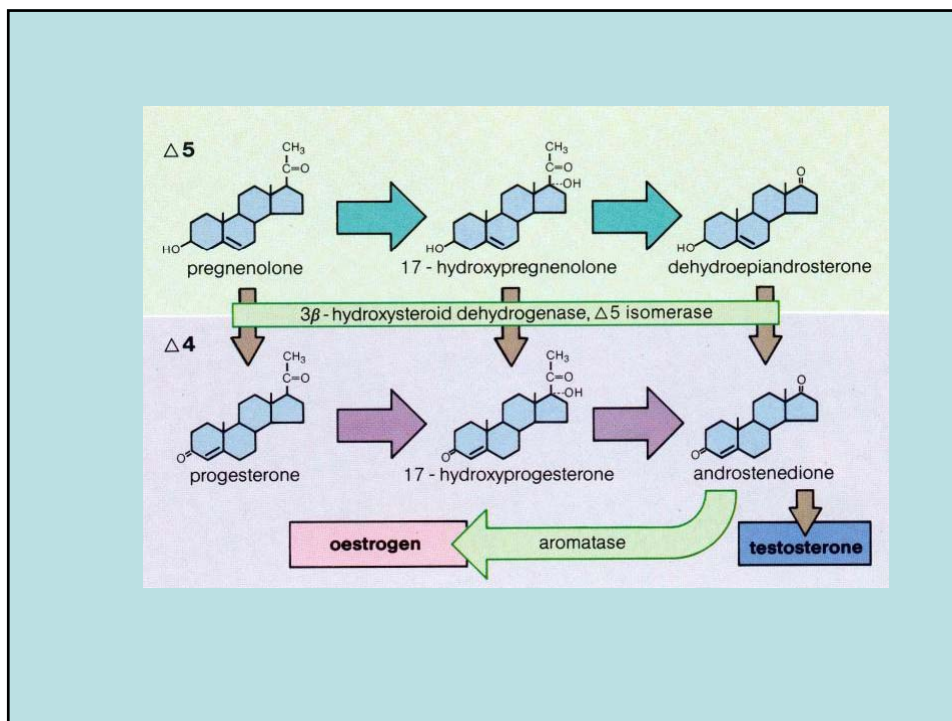 △5
CH₃
C=O
HO
pregnenolone
CH₃
C=O
---OH
HO
17 - hydroxypregnenolone
O
HO
dehydroepiandrosterone
3β- hydroxysteroid dehydrogenase, △5 isomerase
△4
CH₃
C=O
O
progesterone
CH₃
C=O
---OH
O
17 - hydroxyprogesterone
O
O
androstenedione
oestrogen
aromatase
testosterone